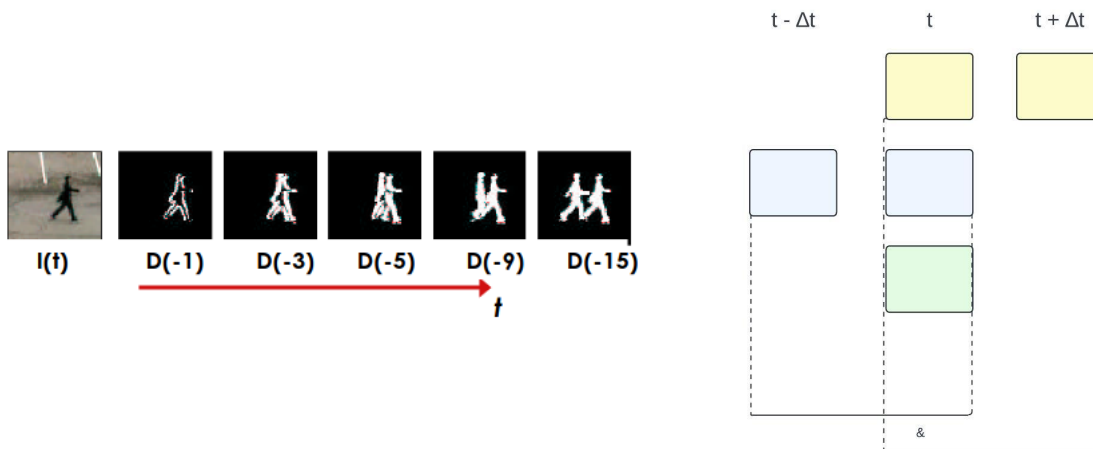 t - Δt
t
t + Δt
I(t)
D(-1)
D(-3)
D(-5)
D(-9)
D(-15)
t
&